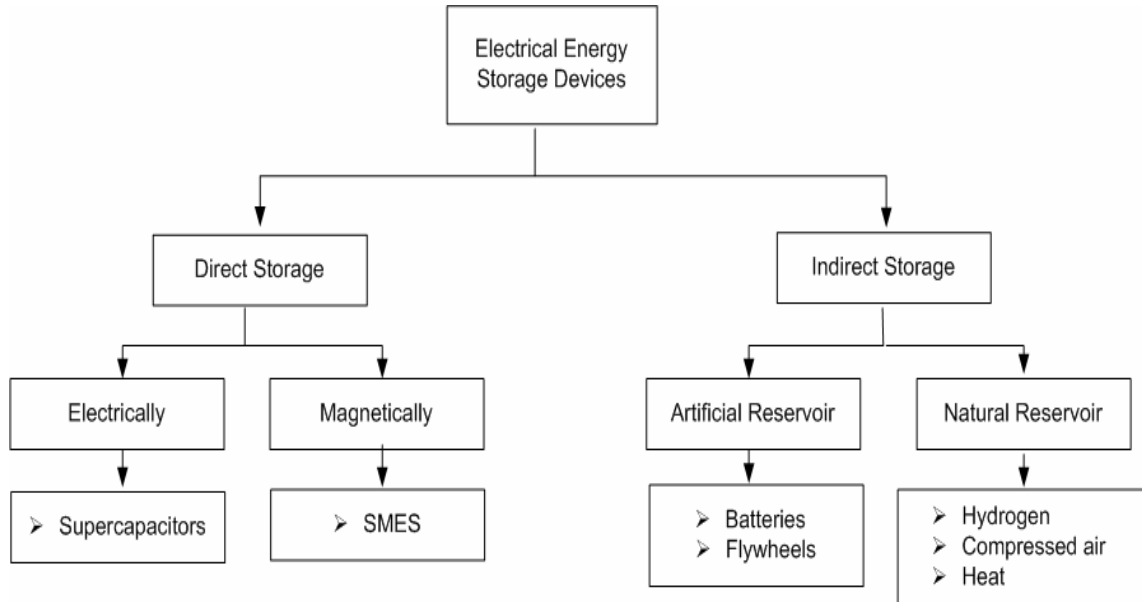 Electrical Energy
Storage Devices
Direct Storage
Indirect Storage
Electrically
Magnetically
Artificial Reservoir
Natural Reservoir
➢ Supercapacitors
➢ SMES
➢ Batteries
➢ Flywheels
➢ Hydrogen
➢ Compressed air
➢ Heat